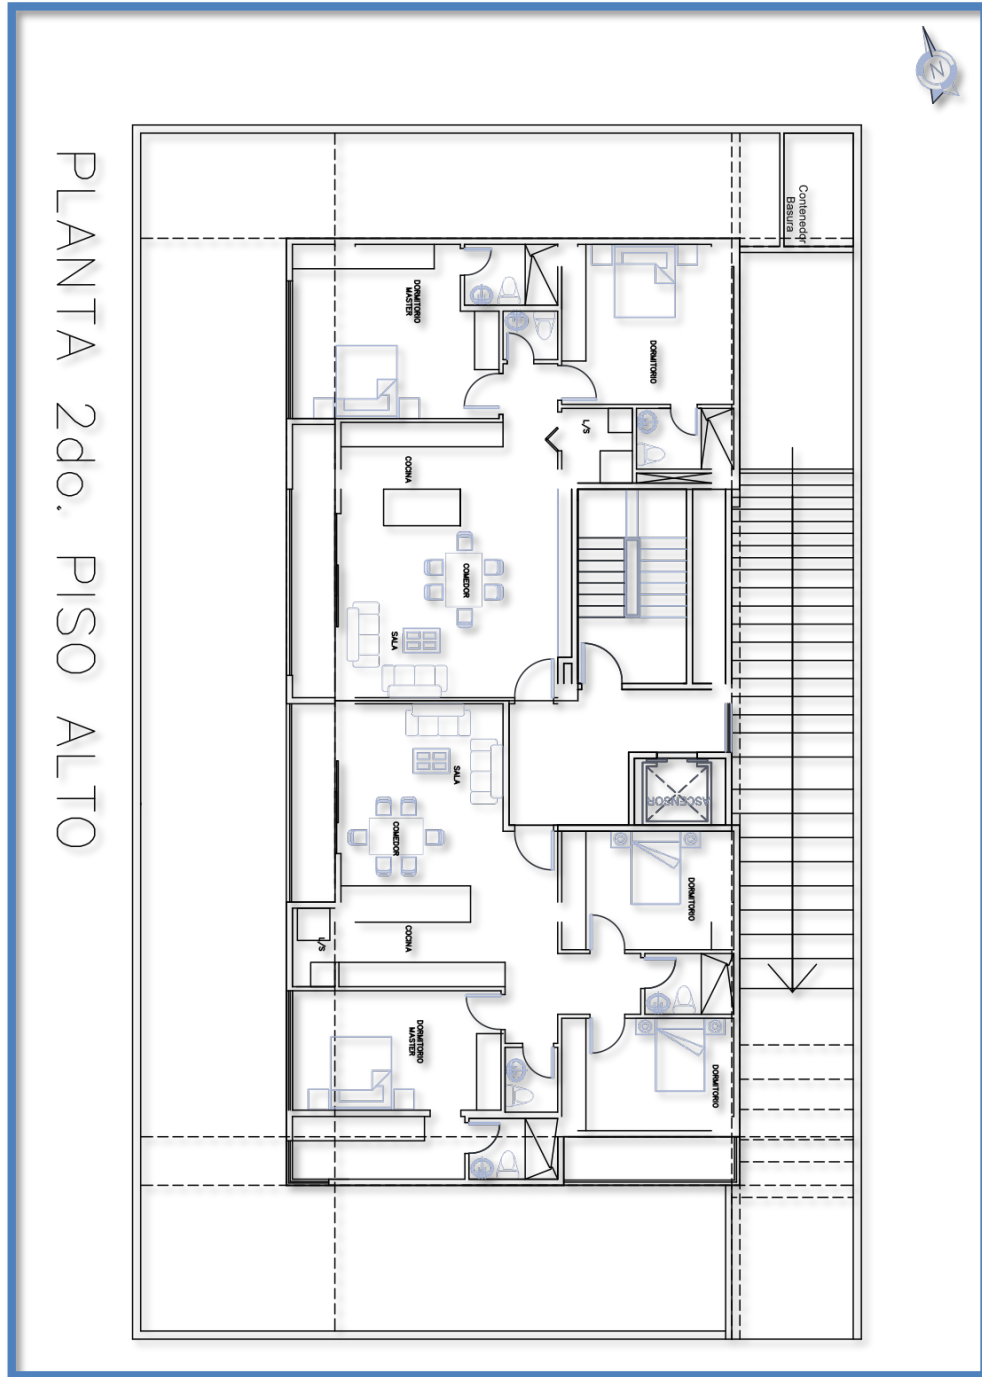 N
Contenedor
Basura
PLANTA 2do. PISO ALTO
DORMITORIO
MASTER
DORMITORIO
L/S
COCINA
COMEDOR
SALA
SALA
ASCENSOR
COMEDOR
DORMITORIO
COCINA
L/S
DORMITORIO
MASTER
DORMITORIO